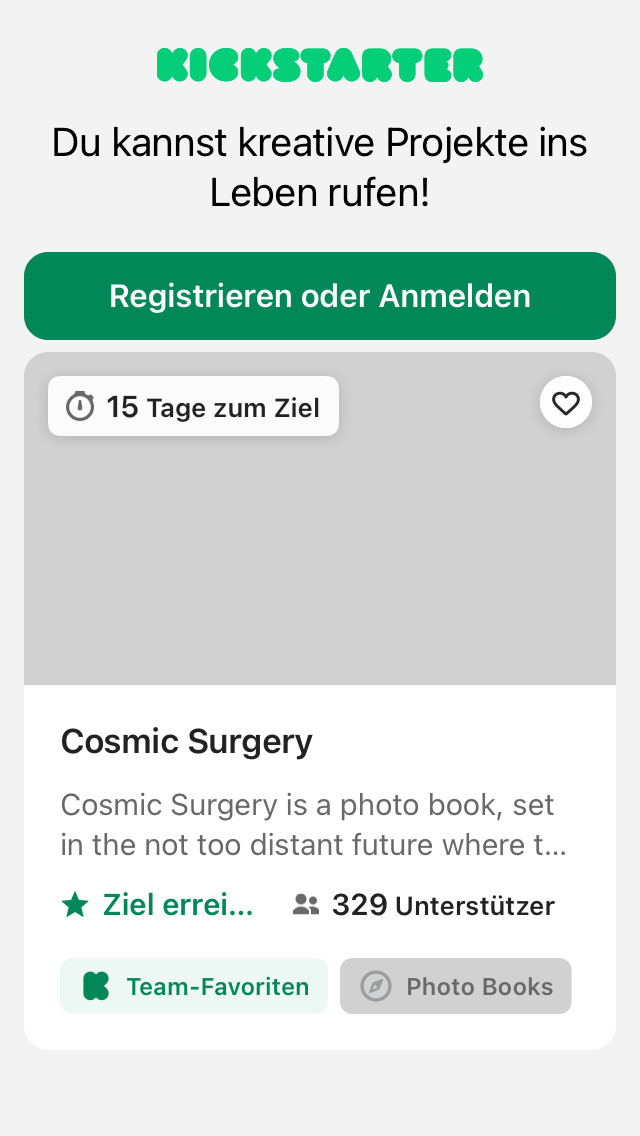 KICKSTARTER
Du kannst kreative Projekte ins
Leben rufen!
Registrieren oder Anmelden
15 Tage zum Ziel
Cosmic Surgery
Cosmic Surgery is a photo book, set
in the not too distant future where t...
Ziel errei... 329 Unterstützer
Team-Favoriten Photo Books